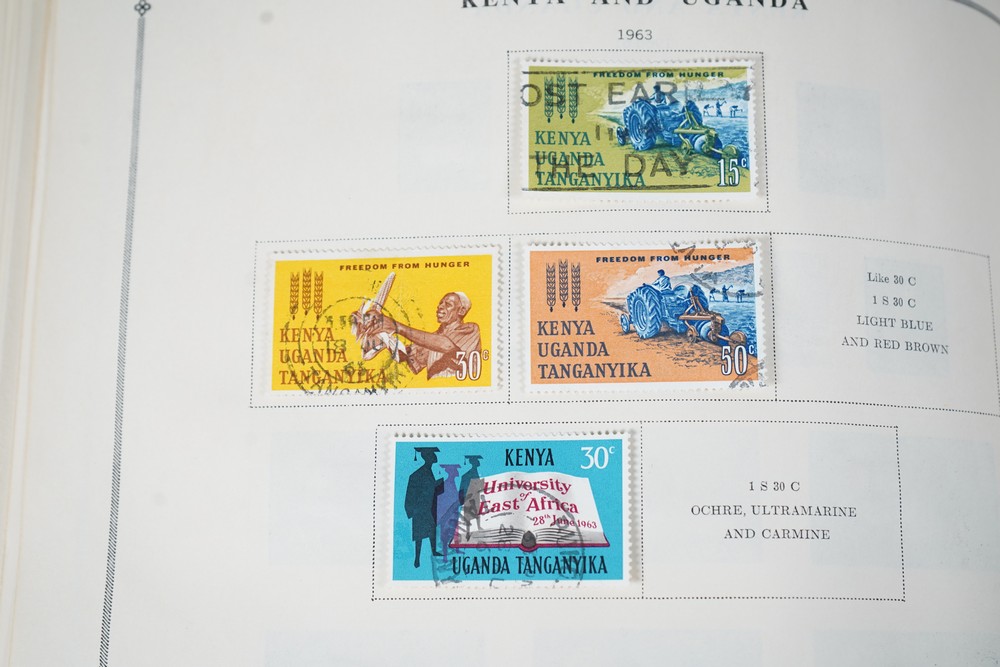 KENYA AND UGANDA
1963
FREEDOM FROM HUNGER
OST EAR
THE DAY
KENYA
UGANDA
TANGANYIKA
15c
FREEDOM FROM HUNGER
KENYA
UGANDA
TANGANYIKA
30c
FREEDOM FROM HUNGER
KENYA
UGANDA
TANGANYIKA
50c
Like 30 C
1 S 30 C
LIGHT BLUE
AND RED BROWN
KENYA
30c
University
of
East Africa
28th June 1963
UGANDA TANGANYIKA
1 S 30 C
OCHRE, ULTRAMARINE
AND CARMINE